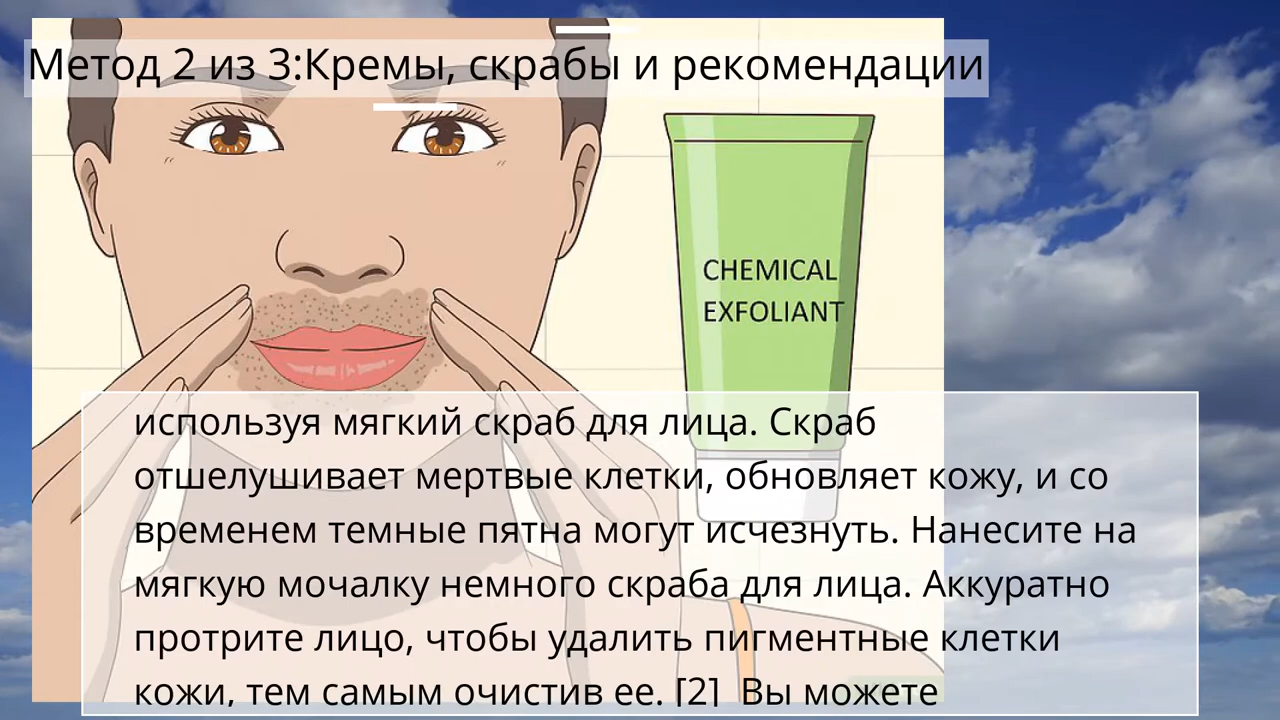 Метод 2 из 3:Кремы, скрабы и рекомендации
CHEMICAL
EXFOLIANT
используя мягкий скраб для лица. Скраб
отшелушивает мертвые клетки, обновляет кожу, и со
временем темные пятна могут исчезнуть. Нанесите на
мягкую мочалку немного скраба для лица. Аккуратно
протрите лицо, чтобы удалить пигментные клетки
кожи, тем самым очистив ее. [2]  Вы можете